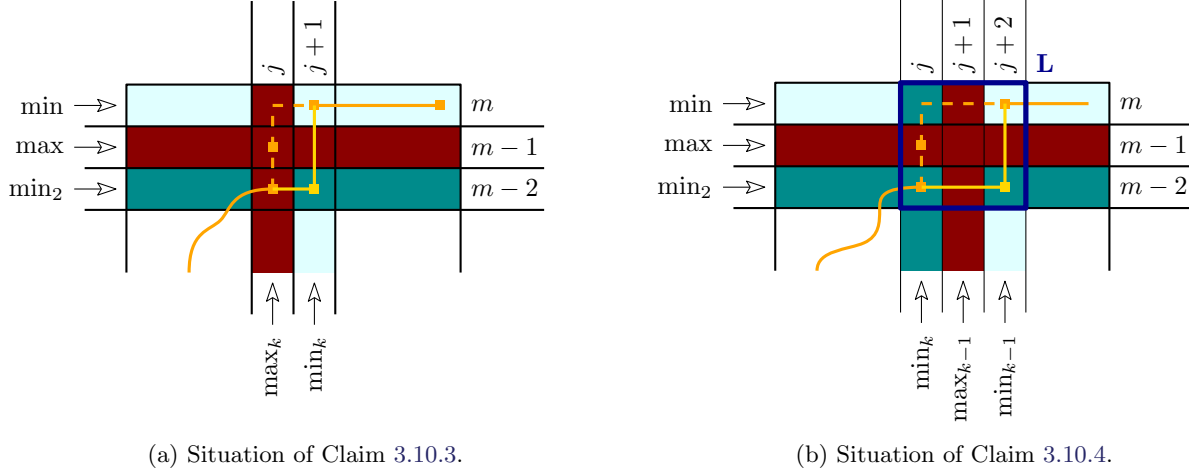 j
j + 1
min
m
max
m − 1
min₂
m − 2
maxₖ
minₖ
(a) Situation of Claim 3.10.3.
j
j + 1
j + 2
L
min
m
max
m − 1
min₂
m − 2
minₖ
maxₖ₋₁
minₖ₋₁
(b) Situation of Claim 3.10.4.